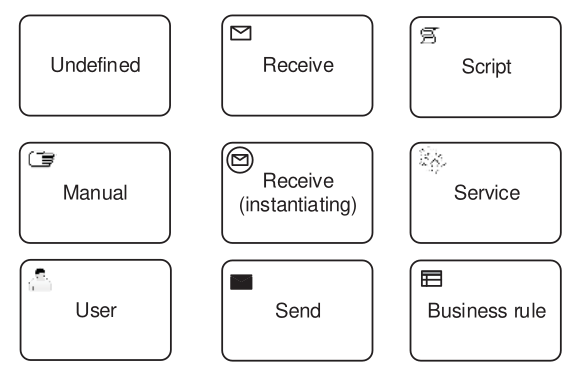 Undefined
Receive
Script
Manual
Receive
(instantiating)
Service
User
Send
Business rule